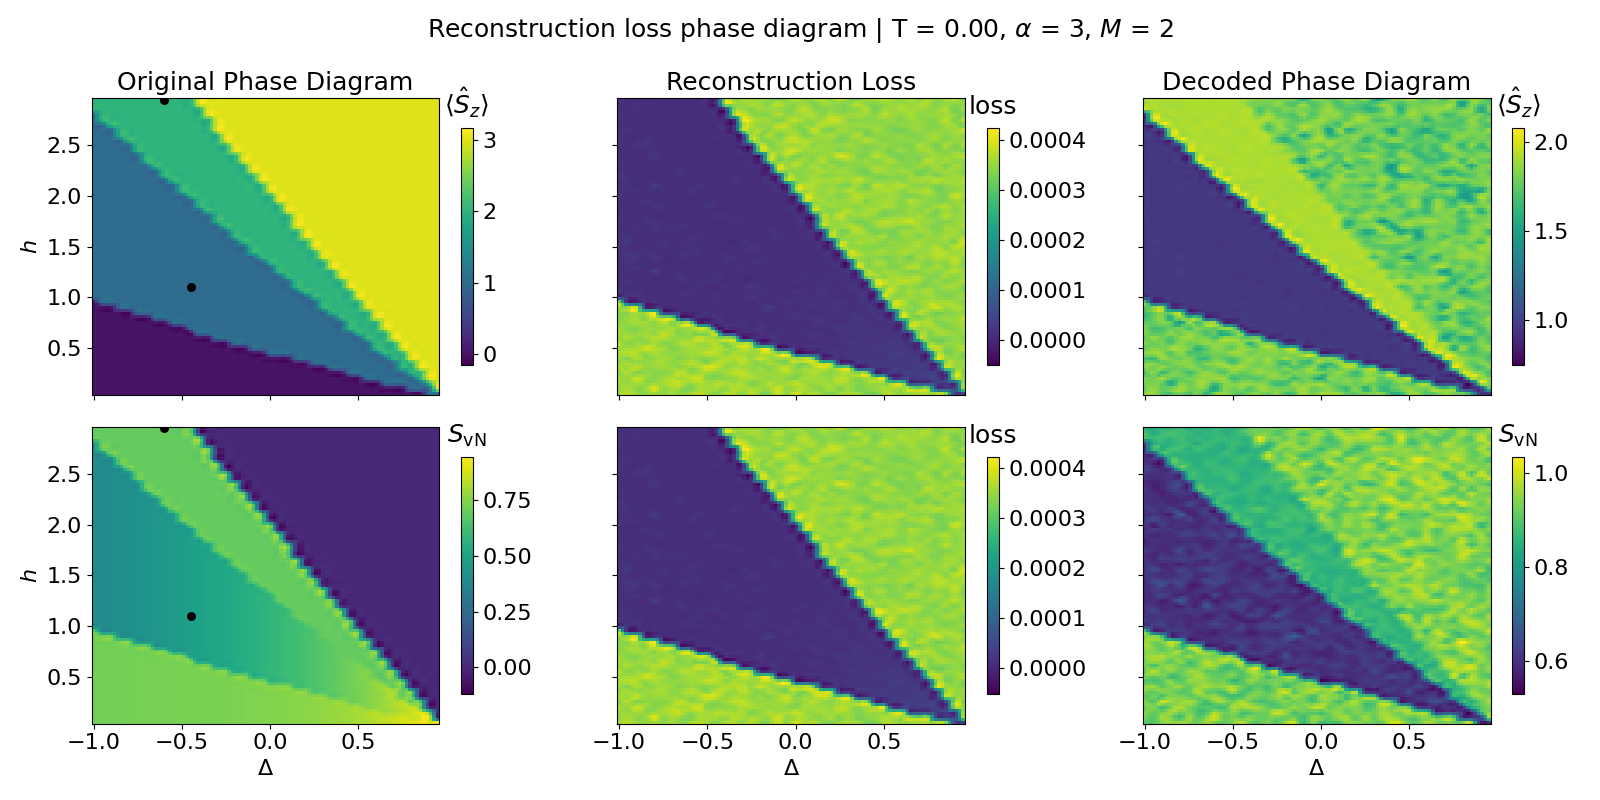 Reconstruction loss phase diagram | T = 0.00, α = 3, M = 2
Original Phase Diagram
⟨Ŝz⟩
3
2
1
0
2.5
2.0
1.5
1.0
0.5
h
Reconstruction Loss
loss
0.0004
0.0003
0.0002
0.0001
0.0000
Decoded Phase Diagram
⟨Ŝz⟩
2.0
1.5
1.0
SvN
0.75
0.50
0.25
0.00
2.5
2.0
1.5
1.0
0.5
h
−1.0 −0.5 0.0 0.5
Δ
loss
0.0004
0.0003
0.0002
0.0001
0.0000
−1.0 −0.5 0.0 0.5
Δ
SvN
1.0
0.8
0.6
−1.0 −0.5 0.0 0.5
Δ